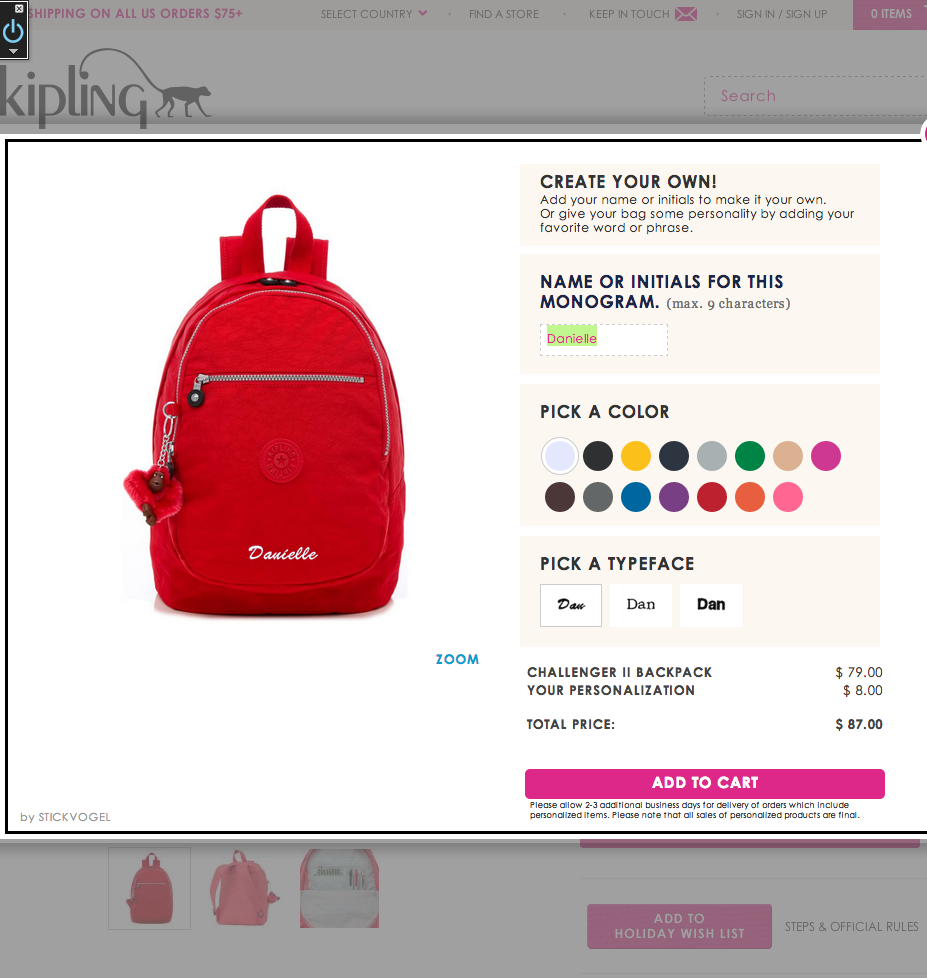 SHIPPING ON ALL US ORDERS $75+
SELECT COUNTRY
FIND A STORE
KEEP IN TOUCH
SIGN IN / SIGN UP
0 ITEMS
kipling
Search
CREATE YOUR OWN!
Add your name or initials to make it your own.
Or give your bag some personality by adding your
favorite word or phrase.
NAME OR INITIALS FOR THIS
MONOGRAM. (max. 9 characters)
Danielle
PICK A COLOR
Danielle
PICK A TYPEFACE
Dan
Dan
Dan
ZOOM
CHALLENGER II BACKPACK $ 79.00
YOUR PERSONALIZATION $ 8.00
TOTAL PRICE: $ 87.00
ADD TO CART
Please allow 2-3 additional business days for delivery of orders which include
personalized items. Please note that all sales of personalized products are final.
by STICKVOGEL
ADD TO
HOLIDAY WISH LIST
STEPS & OFFICIAL RULES